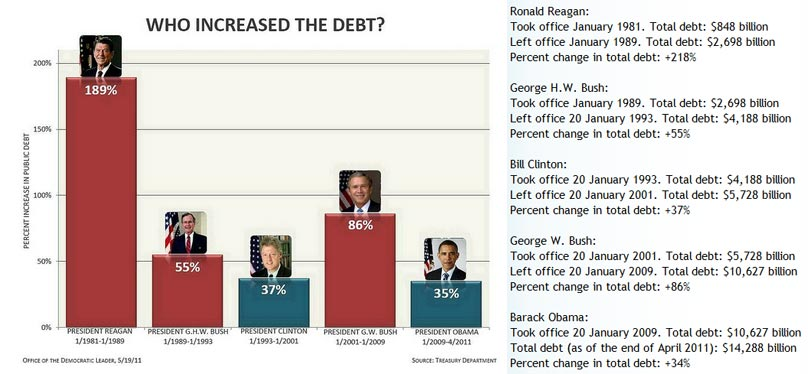 WHO INCREASED THE DEBT?
PERCENT INCREASE IN PUBLIC DEBT
200%
150%
100%
50%
0%
189%
55%
37%
86%
35%
PRESIDENT REAGAN
1/1981-1/1989
PRESIDENT G.H.W. BUSH
1/1989-1/1993
PRESIDENT CLINTON
1/1993-1/2001
PRESIDENT G.W. BUSH
1/2001-1/2009
PRESIDENT OBAMA
1/2009-4/2011
OFFICE OF THE DEMOCRATIC LEADER, 5/19/11
SOURCE: TREASURY DEPARTMENT
Ronald Reagan:
Took office January 1981. Total debt: $848 billion
Left office January 1989. Total debt: $2,698 billion
Percent change in total debt: +218%
George H.W. Bush:
Took office January 1989. Total debt: $2,698 billion
Left office 20 January 1993. Total debt: $4,188 billion
Percent change in total debt: +55%
Bill Clinton:
Took office 20 January 1993. Total debt: $4,188 billion
Left office 20 January 2001. Total debt: $5,728 billion
Percent change in total debt: +37%
George W. Bush:
Took office 20 January 2001. Total debt: $5,728 billion
Left office 20 January 2009. Total debt: $10,627 billion
Percent change in total debt: +86%
Barack Obama:
Took office 20 January 2009. Total debt: $10,627 billion
Total debt (as of the end of April 2011): $14,288 billion
Percent change in total debt: +34%